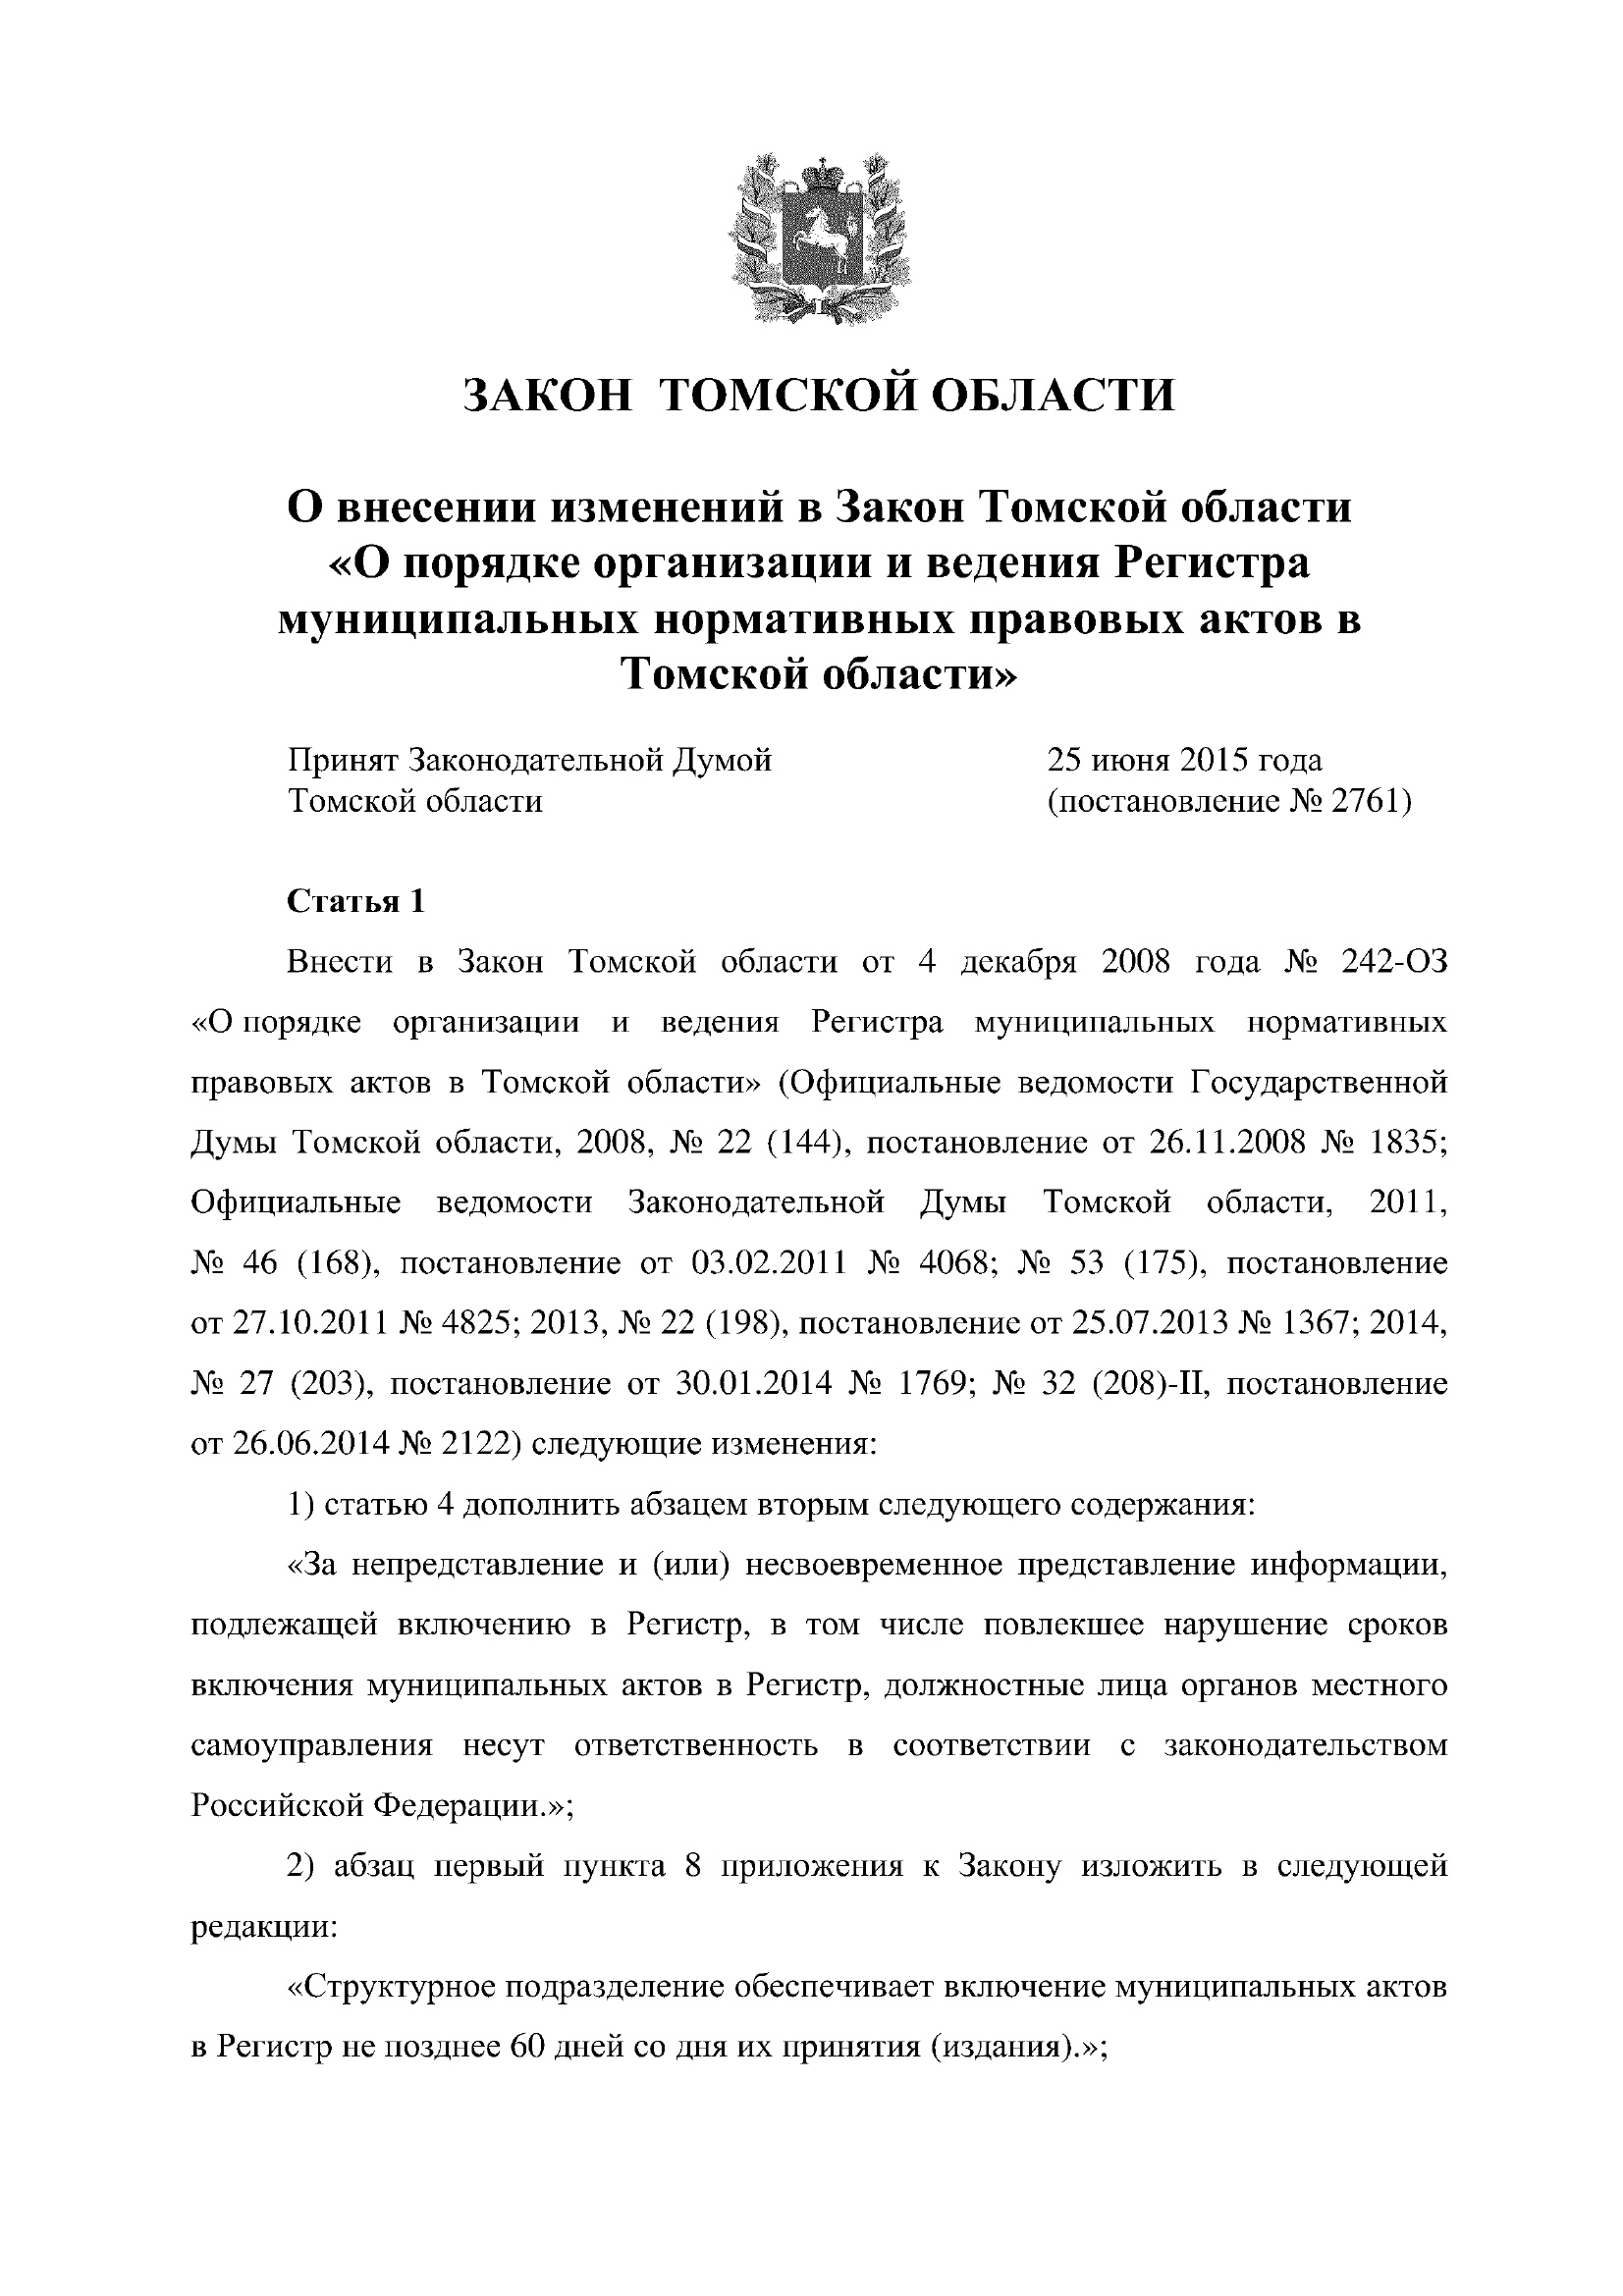 ЗАКОН ТОМСКОЙ ОБЛАСТИ
О внесении изменений в Закон Томской области
«О порядке организации и ведения Регистра
муниципальных нормативных правовых актов в
Томской области»
Принят Законодательной Думой 25 июня 2015 года
Томской области (постановление № 2761)
Статья 1
Внести в Закон Томской области от 4 декабря 2008 года № 242-ОЗ
«О порядке организации и ведения Регистра муниципальных нормативных
правовых актов в Томской области» (Официальные ведомости Государственной
Думы Томской области, 2008, № 22 (144), постановление от 26.11.2008 № 1835;
Официальные ведомости Законодательной Думы Томской области, 2011,
№ 46 (168), постановление от 03.02.2011 № 4068; № 53 (175), постановление
от 27.10.2011 № 4825; 2013, № 22 (198), постановление от 25.07.2013 № 1367; 2014,
№ 27 (203), постановление от 30.01.2014 № 1769; № 32 (208)-II, постановление
от 26.06.2014 № 2122) следующие изменения:
1) статью 4 дополнить абзацем вторым следующего содержания:
«За непредставление и (или) несвоевременное представление информации,
подлежащей включению в Регистр, в том числе повлекшее нарушение сроков
включения муниципальных актов в Регистр, должностные лица органов местного
самоуправления несут ответственность в соответствии с законодательством
Российской Федерации.»;
2) абзац первый пункта 8 приложения к Закону изложить в следующей
редакции:
«Структурное подразделение обеспечивает включение муниципальных актов
в Регистр не позднее 60 дней со дня их принятия (издания).»;